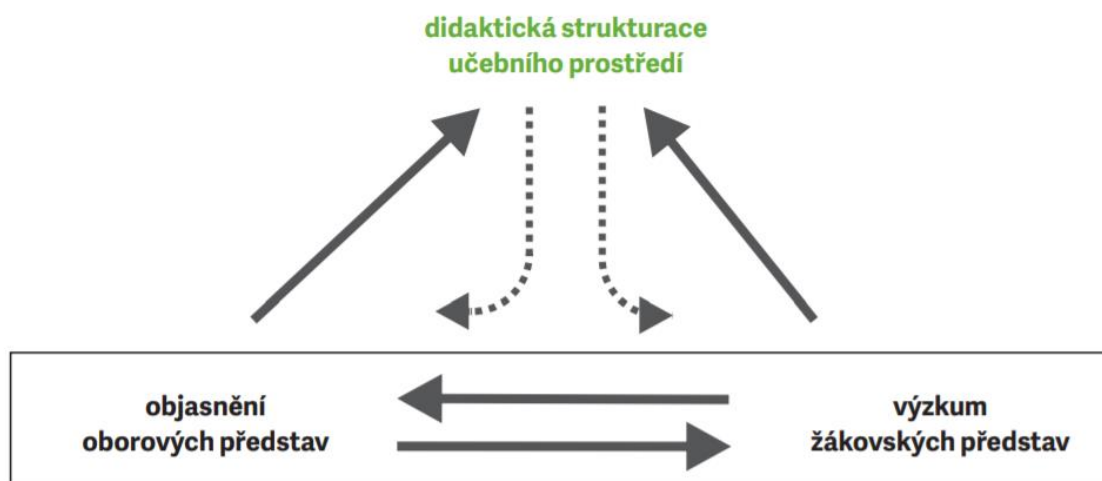 didaktická strukturace
učebního prostředí
objasnění
oborových představ
výzkum
žákovských představ